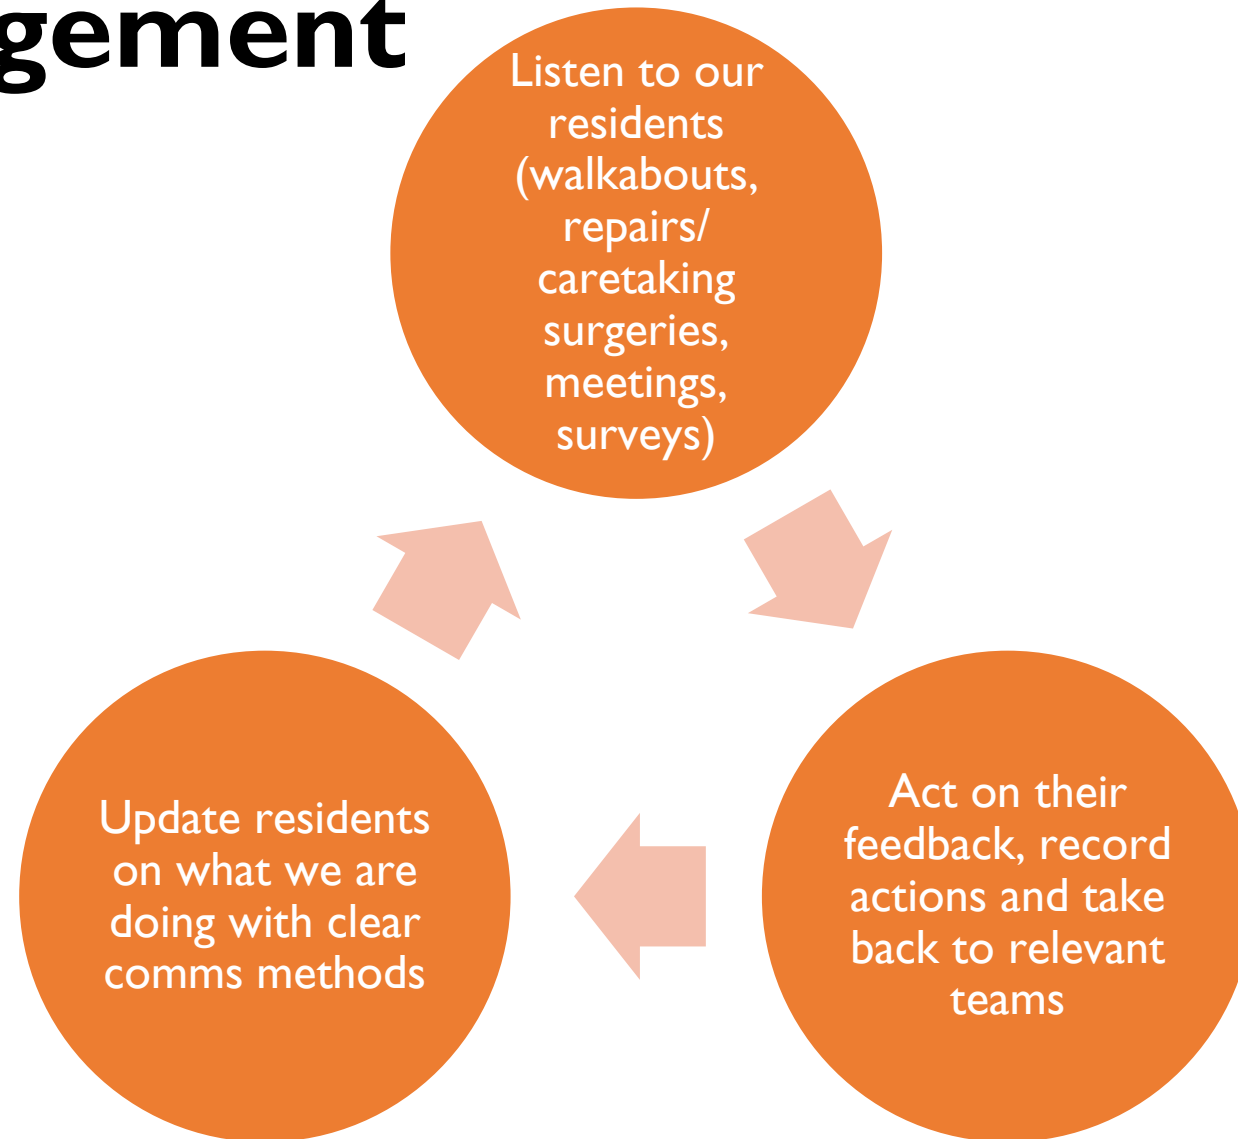 gement
Listen to our
residents
(walkabouts,
repairs/
caretaking
surgeries,
meetings,
surveys)
Act on their
feedback, record
actions and take
back to relevant
teams
Update residents
on what we are
doing with clear
comms methods